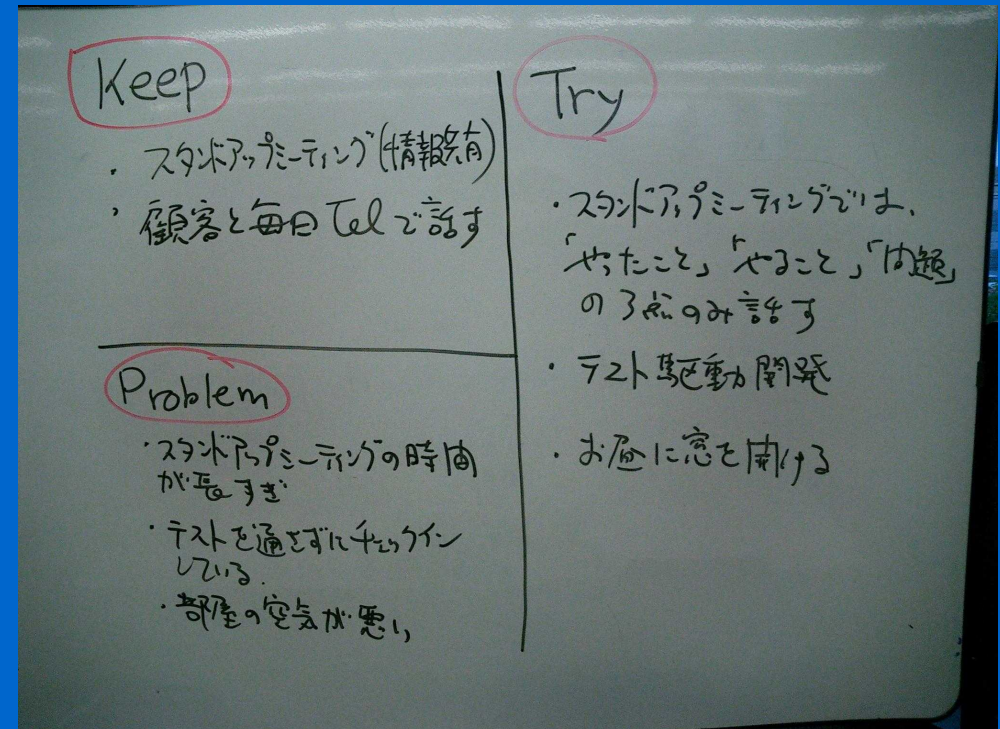 Keep
・スタンドアップミーティング(情報共有)
・顧客と毎日Telで話す
Problem
・スタンドアップミーティングの時間
が長すぎ
・テストを通さずにチェックイン
している.
・部屋の空気が悪い
Try
・スタンドアップミーティングでは、
「やったこと」「やること」「問題」
の3点のみ話す
・テスト駆動開発
・お昼に窓を開ける